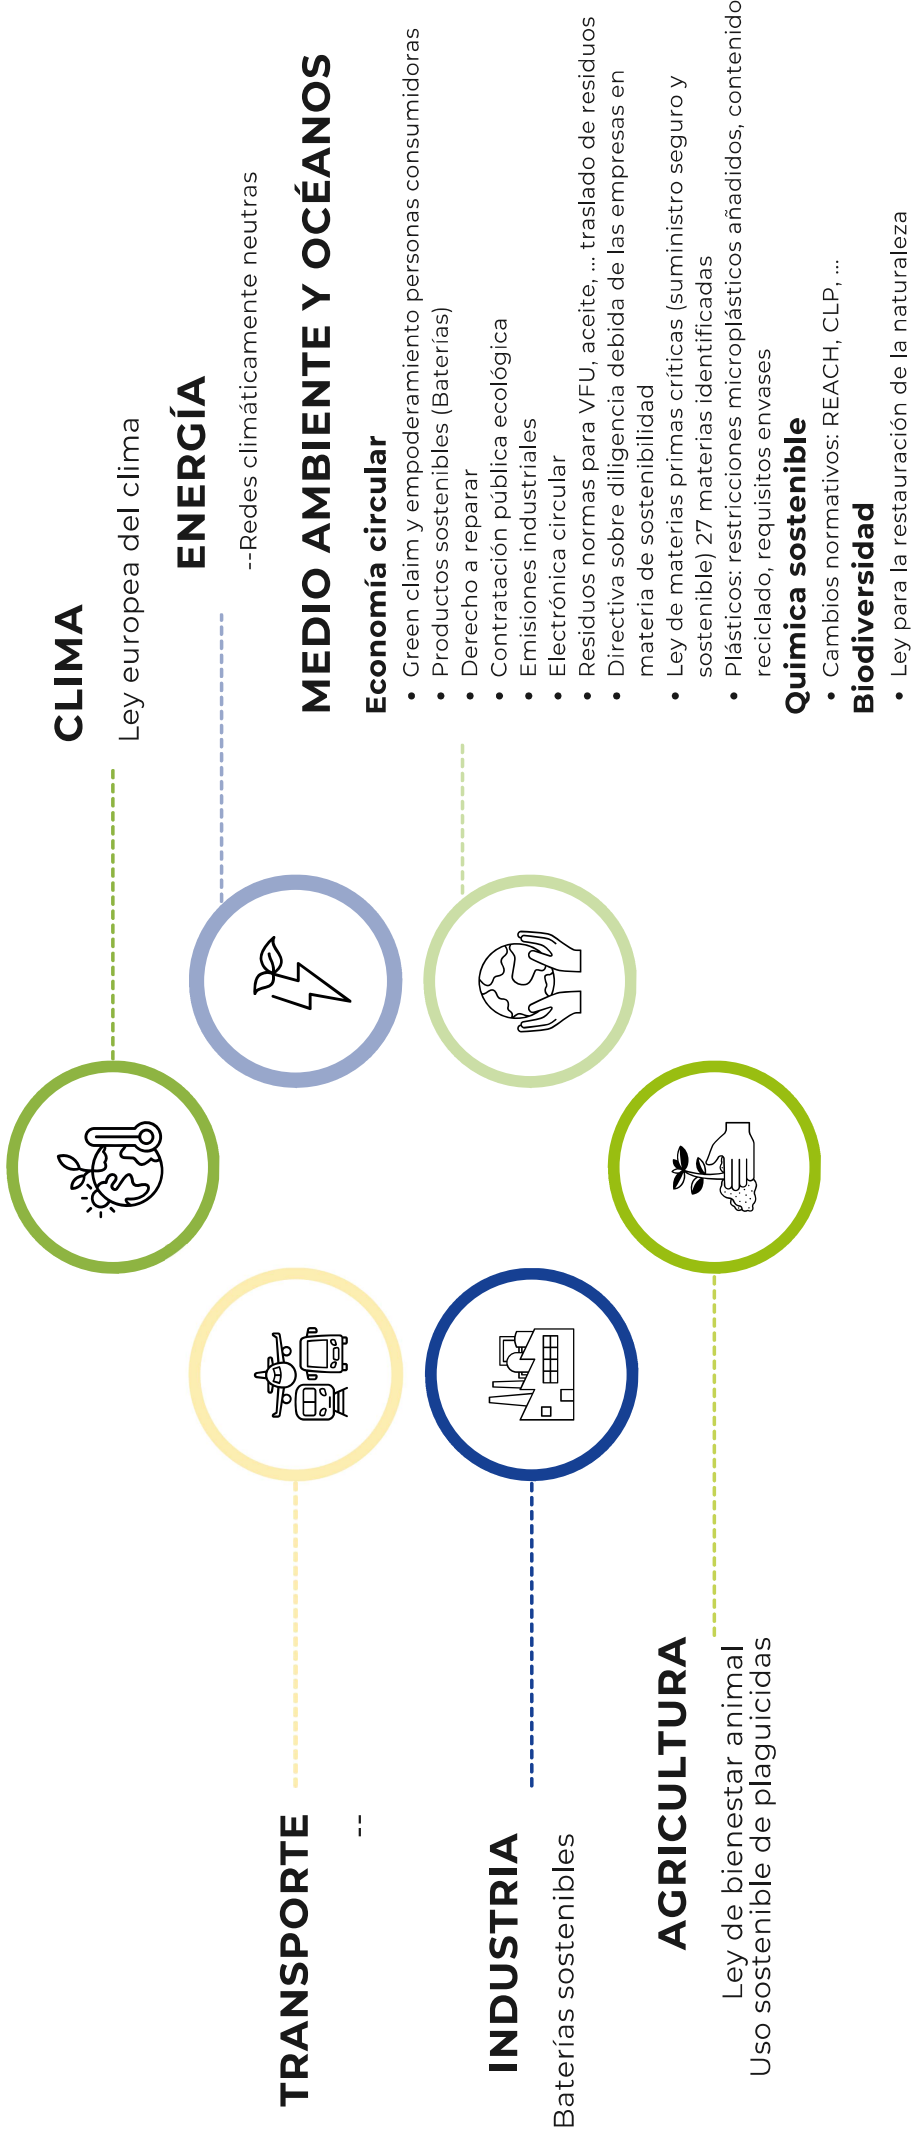 CLIMA
Ley europea del clima
ENERGÍA
--Redes climáticamente neutras
MEDIO AMBIENTE Y OCÉANOS
Economía circular
• Green claim y empoderamiento personas consumidoras
• Productos sostenibles (Baterías)
• Derecho a reparar
• Contratación pública ecológica
• Emisiones industriales
• Electrónica circular
• Residuos normas para VFU, aceite, ... traslado de residuos
• Directiva sobre diligencia debida de las empresas en
materia de sostenibilidad
• Ley de materias primas críticas (suministro seguro y
sostenible) 27 materias identificadas
• Plásticos: restricciones microplásticos añadidos, contenido
reciclado, requisitos envases
Química sostenible
• Cambios normativos: REACH, CLP, ...
Biodiversidad
• Ley para la restauración de la naturaleza
TRANSPORTE
--
INDUSTRIA
Baterías sostenibles
AGRICULTURA
Ley de bienestar animal
Uso sostenible de plaguicidas